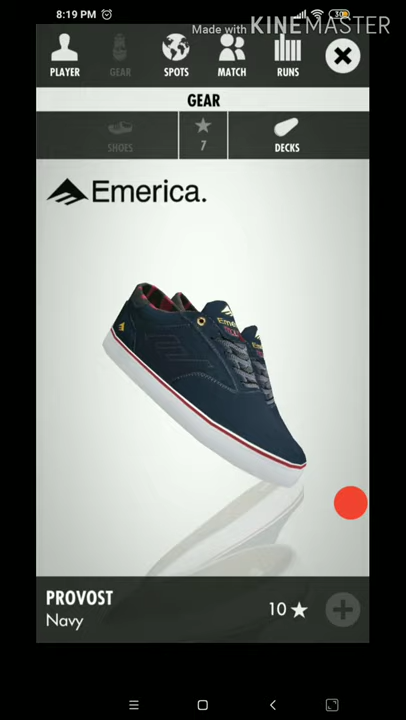 8:19 PM
30
Made with KINEMASTER
PLAYER
GEAR
SPOTS
MATCH
RUNS
GEAR
SHOES
7
DECKS
Emerica.
PROVOST
Navy
10